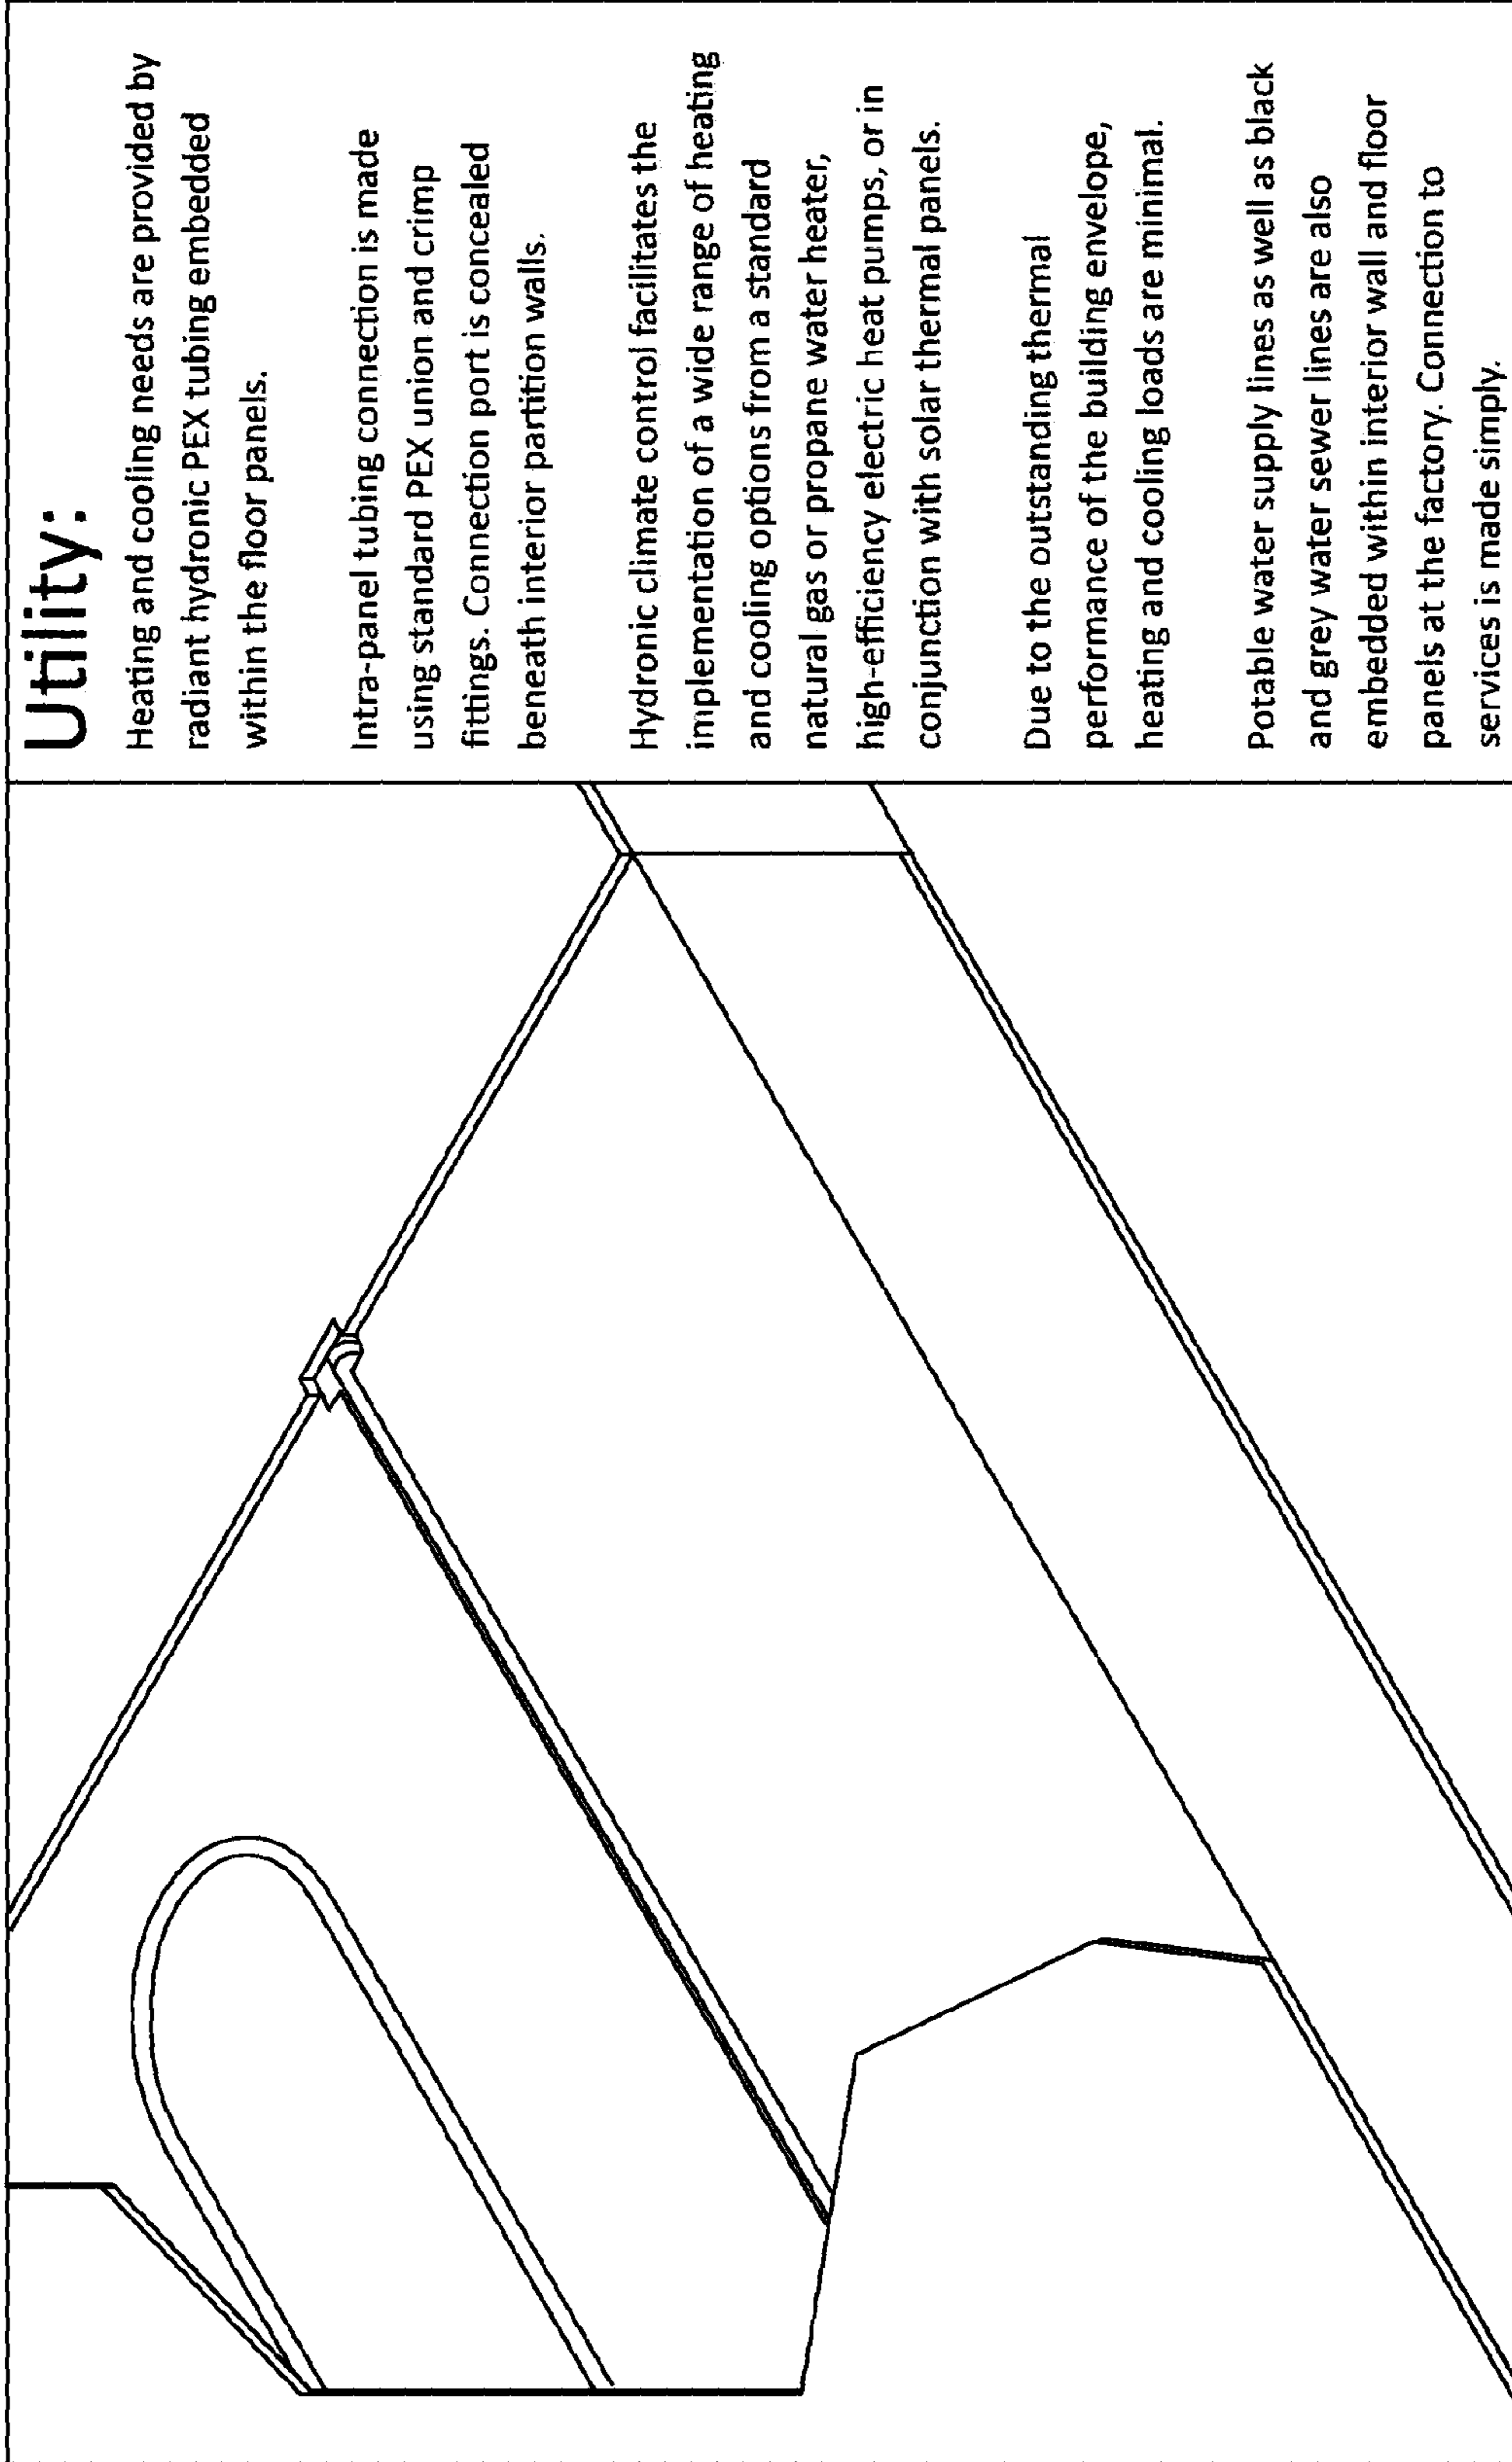 Utility:
Heating and cooling needs are provided by
radiant hydronic PEX tubing embedded
within the floor panels.
Intra-panel tubing connection is made
using standard PEX union and crimp
fittings. Connection port is concealed
beneath interior partition walls.
Hydronic climate control facilitates the
implementation of a wide range of heating
and cooling options from a standard
natural gas or propane water heater,
high-efficiency electric heat pumps, or in
conjunction with solar thermal panels.
Due to the outstanding thermal
performance of the building envelope,
heating and cooling loads are minimal.
Potable water supply lines as well as black
and grey water sewer lines are also
embedded within interior wall and floor
panels at the factory. Connection to
services is made simply.